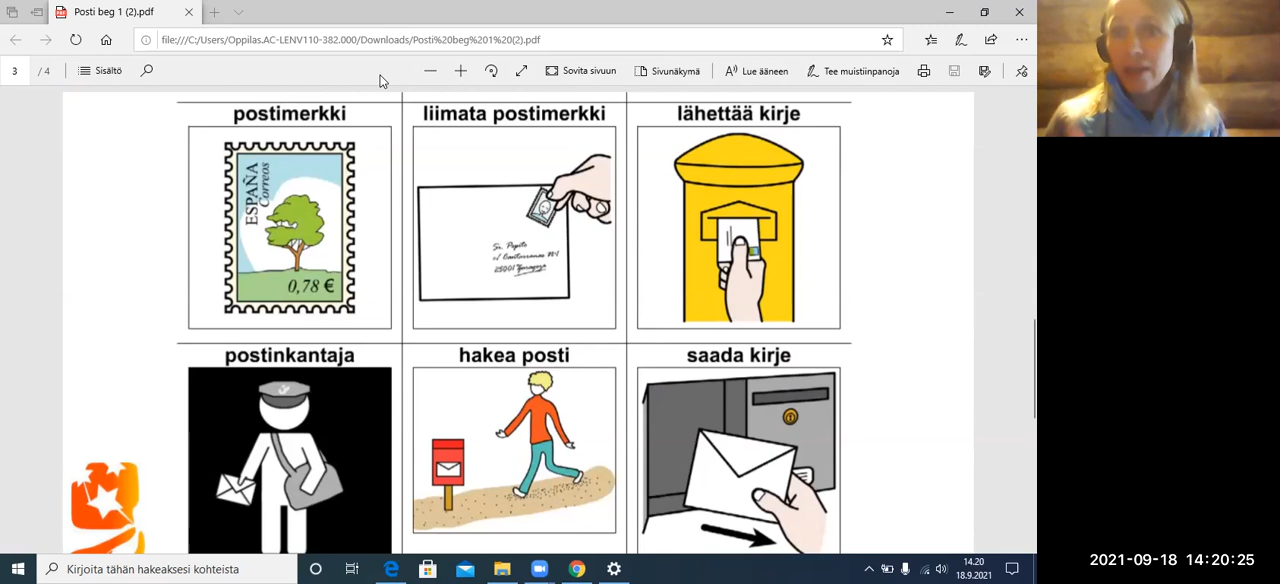 Posti beg 1 (2).pdf
file:///C:/Users/Oppilas.AC-LENV110-382.000/Downloads/Posti%20beg%201%20(2).pdf
3 / 4 Sisältö Sovita sivuun Sivunäkymä Lue ääneen Tee muistiinpanoja
postimerkki liimata postimerkki lähettää kirje
ESPAÑA
Correos
0,78 €
Sr. Pepito
postinkantaja hakea posti saada kirje
Kirjoita tähän hakeaksesi kohteista
14.20
18.9.2021
2021-09-18 14:20:25